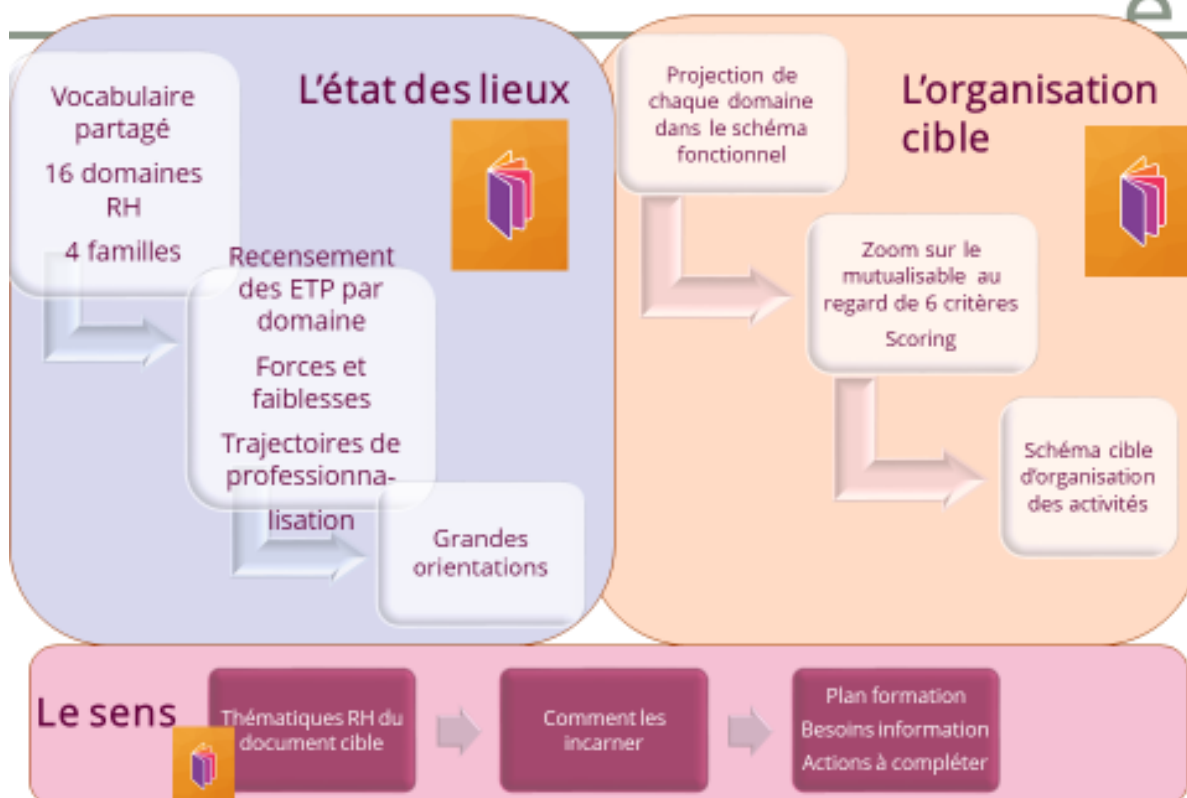 e
L'état des lieux
Vocabulaire
partagé
16 domaines
RH
4 familles
Recensement
des ETP par
domaine
Forces et
faiblesses
Trajectoires de
professionna-
lisation
Grandes
orientations
L'organisation
cible
Projection de
chaque domaine
dans le schéma
fonctionnel
Zoom sur le
mutualisable au
regard de 6 critères
Scoring
Schéma cible
d'organisation
des activités
Le sens
Thématiques RH du
document cible
Comment les
incarner
Plan formation
Besoins information
Actions à compléter